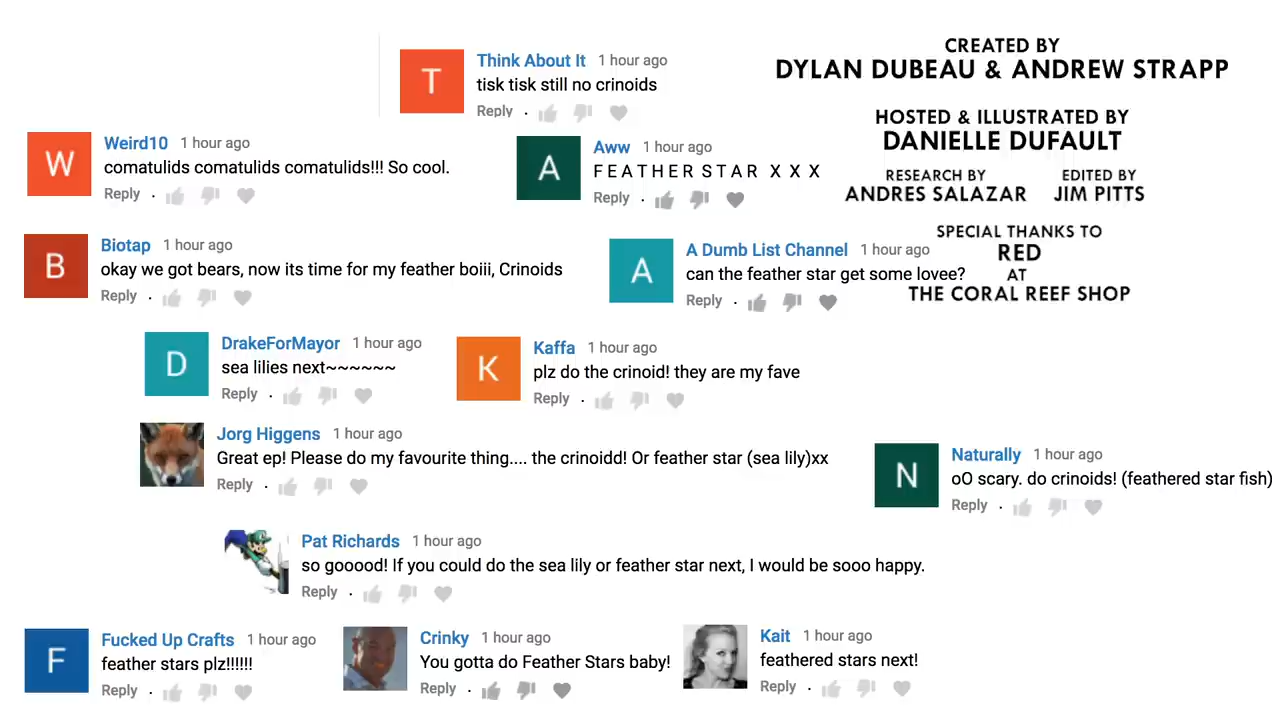 T
Think About It 1 hour ago
tisk tisk still no crinoids
Reply
W
Weird10 1 hour ago
comatulids comatulids comatulids!!! So cool.
Reply
A
Aww 1 hour ago
F E A T H E R S T A R X X X
Reply
B
Biotap 1 hour ago
okay we got bears, now its time for my feather boiii, Crinoids
Reply
A
A Dumb List Channel 1 hour ago
can the feather star get some lovee?
Reply
D
DrakeForMayor 1 hour ago
sea lilies next~~~~~~
Reply
K
Kaffa 1 hour ago
plz do the crinoid! they are my fave
Reply
Jorg Higgens 1 hour ago
Great ep! Please do my favourite thing.... the crinoidd! Or feather star (sea lily)xx
Reply
N
Naturally 1 hour ago
oO scary. do crinoids! (feathered star fish)
Reply
Pat Richards 1 hour ago
so gooood! If you could do the sea lily or feather star next, I would be sooo happy.
Reply
F
Fucked Up Crafts 1 hour ago
feather stars plz!!!!!!
Reply
Crinky 1 hour ago
You gotta do Feather Stars baby!
Reply
Kait 1 hour ago
feathered stars next!
Reply
CREATED BY
DYLAN DUBEAU & ANDREW STRAPP
HOSTED & ILLUSTRATED BY
DANIELLE DUFAULT
RESEARCH BY
ANDRES SALAZAR
EDITED BY
JIM PITTS
SPECIAL THANKS TO
RED
AT
THE CORAL REEF SHOP